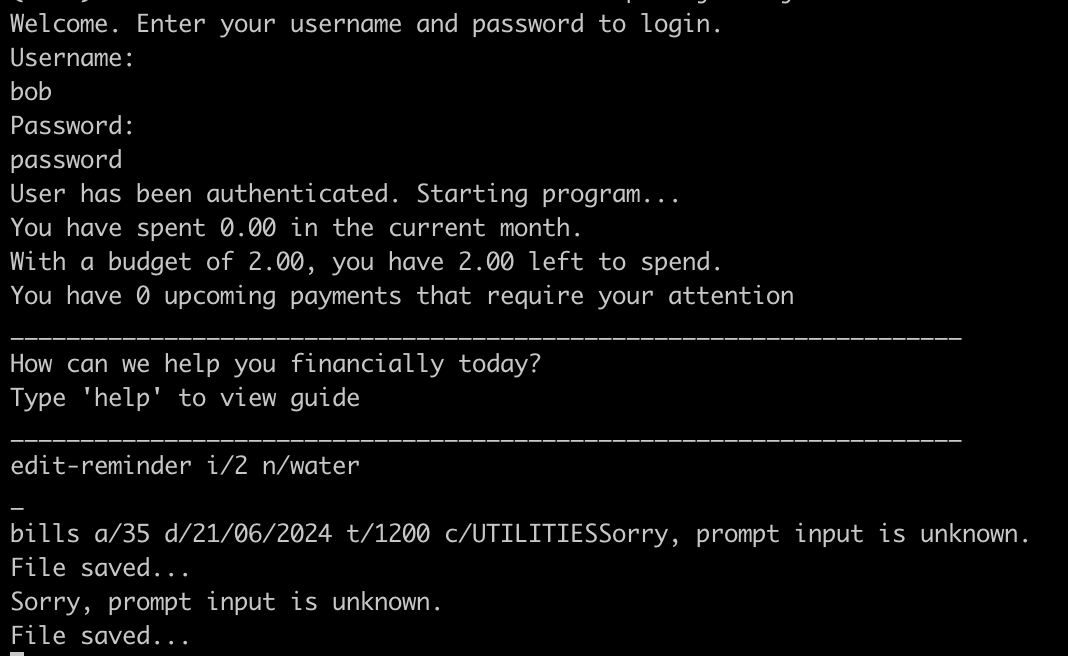 Welcome. Enter your username and password to login.
Username:
bob
Password:
password
User has been authenticated. Starting program...
You have spent 0.00 in the current month.
With a budget of 2.00, you have 2.00 left to spend.
You have 0 upcoming payments that require your attention
____________________________________________________________________
How can we help you financially today?
Type 'help' to view guide
____________________________________________________________________
edit-reminder i/2 n/water
_
bills a/35 d/21/06/2024 t/1200 c/UTILITIESSorry, prompt input is unknown.
File saved...
Sorry, prompt input is unknown.
File saved...